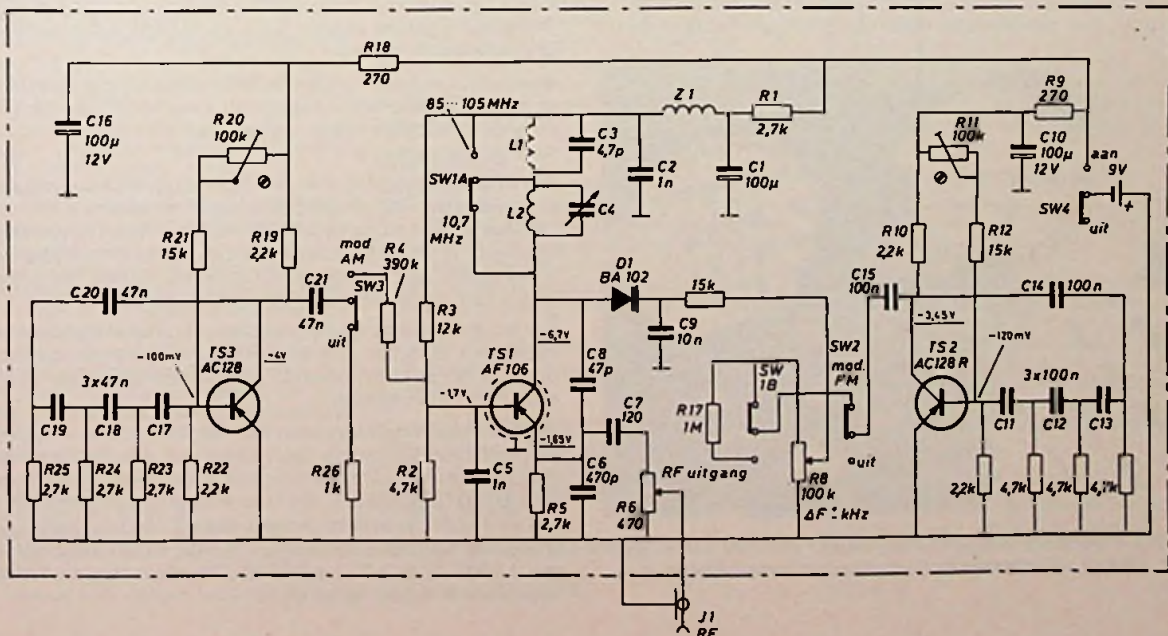 R18
270
C16
100µ
12V
R20
100k
85...105 MHz
L1
C3
4,7p
Z1
R1
2,7k
R9
270
R11
100k
C10
100µ
12V
aan
9V
+
SW4
uit
SW1A
L2
C4
10,7
MHz
C2
1n
C1
100µ
R21
15k
R19
2,2k
mod
AM
SW3
R4
390k
C21
47n
uit
C20 47n
R3
12k
D1
BA 102
15k
C9
10n
R10
2,2k
R12
15k
C15
100n
C14 100n
-100mV
-4V
TS3
AC128
3x47n
C19
C18
C17
-1,7V
TS1
AF106
-6,7V
-1,85V
C8
47p
C7
120
SW
1B
SW2
mod.
FM
-3,45V
TS2
AC128R
-120mV
3x100n
C11
C12
C13
R25
2,7k
R24
2,7k
R23
2,7k
R22
2,2k
R26
1k
R2
4,7k
C5
1n
R5
2,7k
C6
470p
R6
470
RF uitgang
R17
1M
R8
100k
ΔF kHz
uit
2,2k
4,7k
4,7k
4,7k
J1
RF